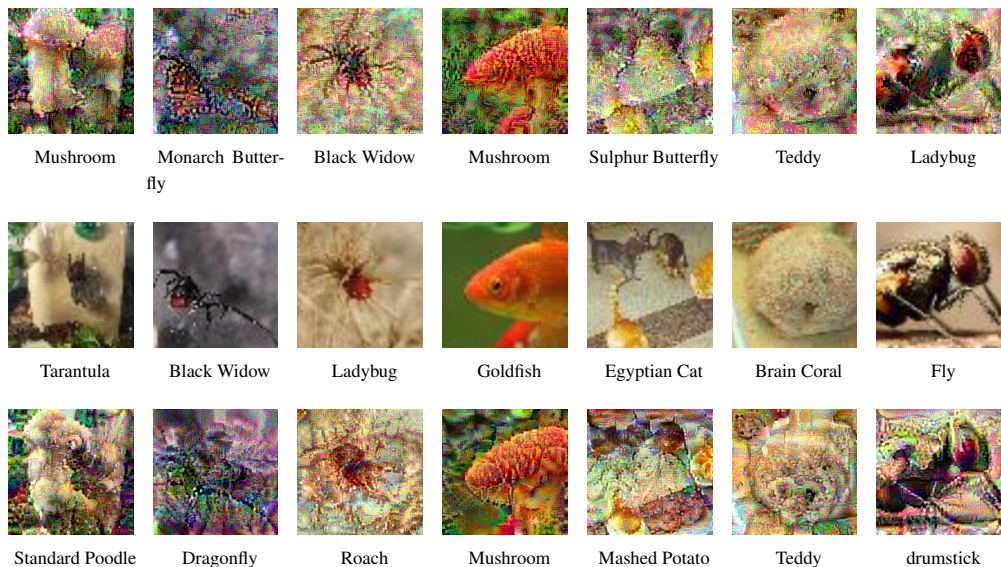 Mushroom
Monarch Butter-
fly
Black Widow
Mushroom
Sulphur Butterfly
Teddy
Ladybug
Tarantula
Black Widow
Ladybug
Goldfish
Egyptian Cat
Brain Coral
Fly
Standard Poodle
Dragonfly
Roach
Mushroom
Mashed Potato
Teddy
drumstick